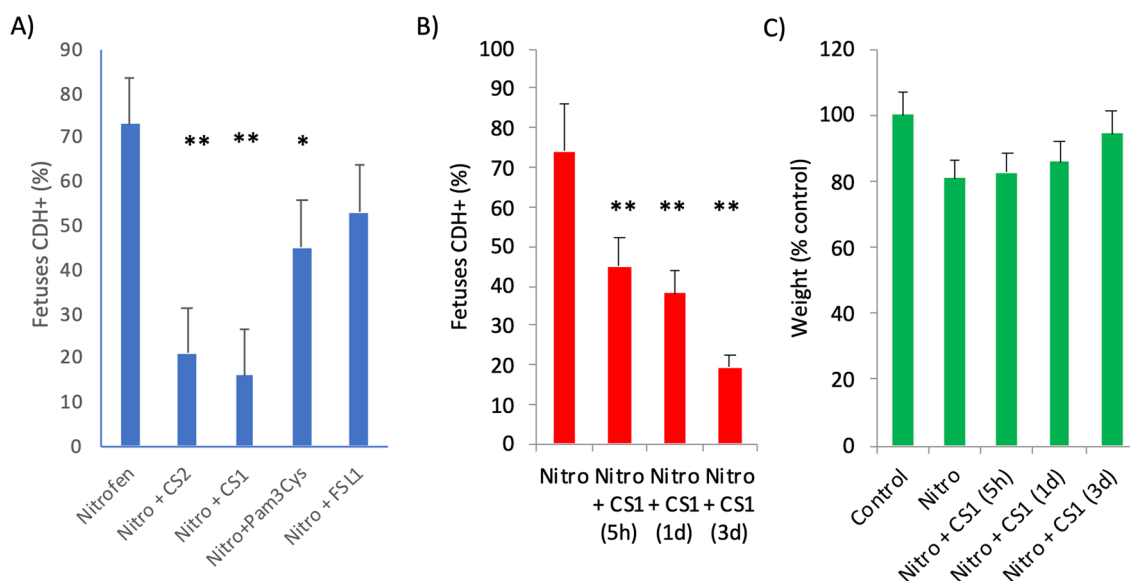 A)
Fetuses CDH+ (%)
90
80
70
60
50
40
30
20
10
0
**
**
*
Nitrofen
Nitro + CS2
Nitro + CS1
Nitro+Pam3Cys
Nitro + FSL1
B)
Fetuses CDH+ (%)
100
90
80
70
60
50
40
30
20
10
0
** ** **
Nitro Nitro Nitro Nitro
+ CS1 + CS1 + CS1
(5h) (1d) (3d)
C)
Weight (% control)
120
100
80
60
40
20
0
Control
Nitro
Nitro + CS1 (5h)
Nitro + CS1 (1d)
Nitro + CS1 (3d)